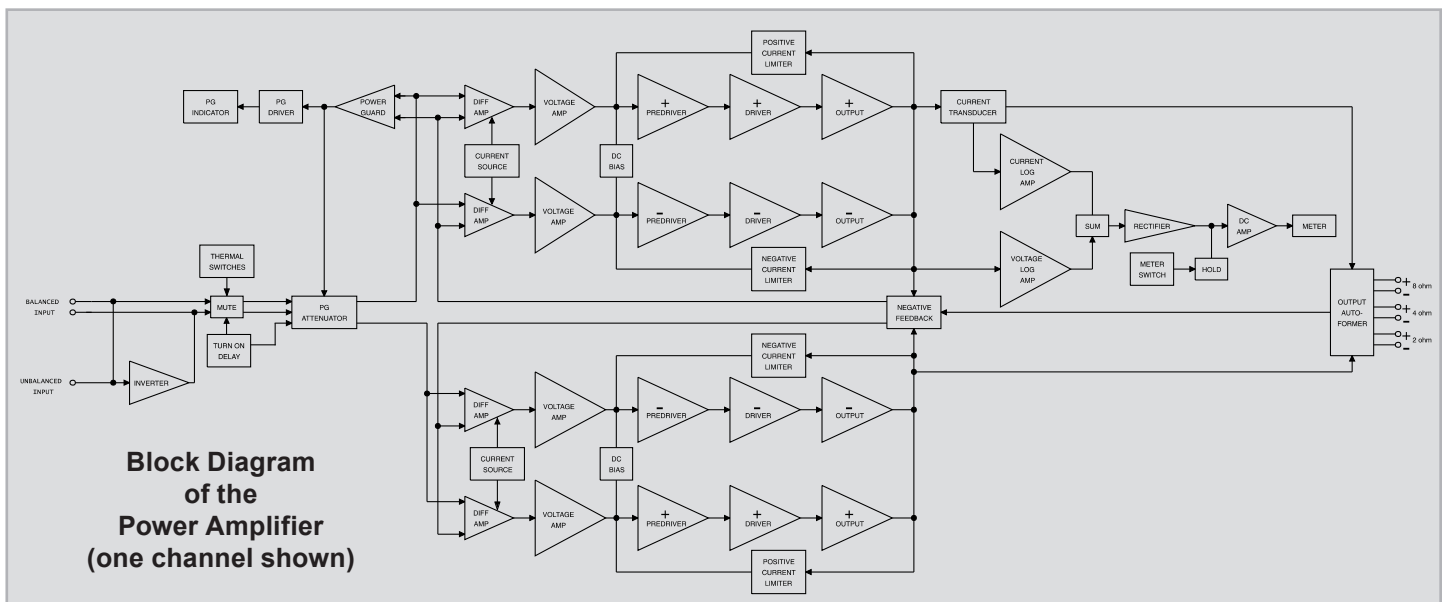 POSITIVE
CURRENT
LIMITER
PG
INDICATOR
PG
DRIVER
POWER
GUARD
DIFF
AMP
VOLTAGE
AMP
+
PREDRIVER
+
DRIVER
+
OUTPUT
CURRENT
TRANSDUCER
CURRENT
SOURCE
DC
BIAS
CURRENT
LOG
AMP
DIFF
AMP
VOLTAGE
AMP
-
PREDRIVER
-
DRIVER
-
OUTPUT
SUM
RECTIFIER
DC
AMP
METER
THERMAL
SWITCHES
NEGATIVE
CURRENT
LIMITER
VOLTAGE
LOG
AMP
METER
SWITCH
HOLD
BALANCED
INPUT
MUTE
PG
ATTENUATOR
NEGATIVE
FEEDBACK
OUTPUT
AUTO-
FORMER
+
-
8 ohm
+
-
4 ohm
+
-
2 ohm
TURN ON
DELAY
UNBALANCED
INPUT
INVERTER
NEGATIVE
CURRENT
LIMITER
DIFF
AMP
VOLTAGE
AMP
-
PREDRIVER
-
DRIVER
-
OUTPUT
CURRENT
SOURCE
DC
BIAS
DIFF
AMP
VOLTAGE
AMP
+
PREDRIVER
+
DRIVER
+
OUTPUT
POSITIVE
CURRENT
LIMITER
Block Diagram
of the
Power Amplifier
(one channel shown)